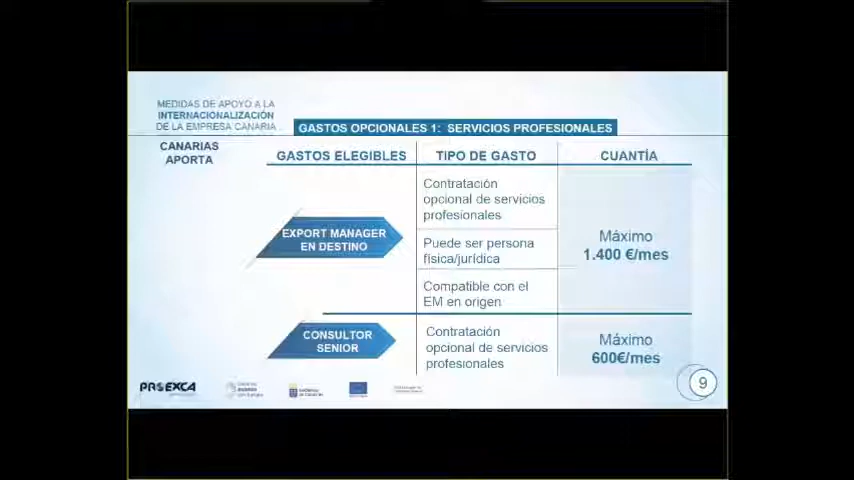 MEDIDAS DE APOYO A LA
INTERNACIONALIZACIÓN
DE LA EMPRESA CANARIA
CANARIAS
APORTA
GASTOS OPCIONALES 1: SERVICIOS PROFESIONALES
GASTOS ELEGIBLES TIPO DE GASTO CUANTÍA
EXPORT MANAGER
EN DESTINO
Contratación
opcional de servicios
profesionales
Puede ser persona
física/jurídica
Compatible con el
EM en origen
Máximo
1.400 €/mes
CONSULTOR
SENIOR
Contratación
opcional de servicios
profesionales
Máximo
600€/mes
PROEXCA
9